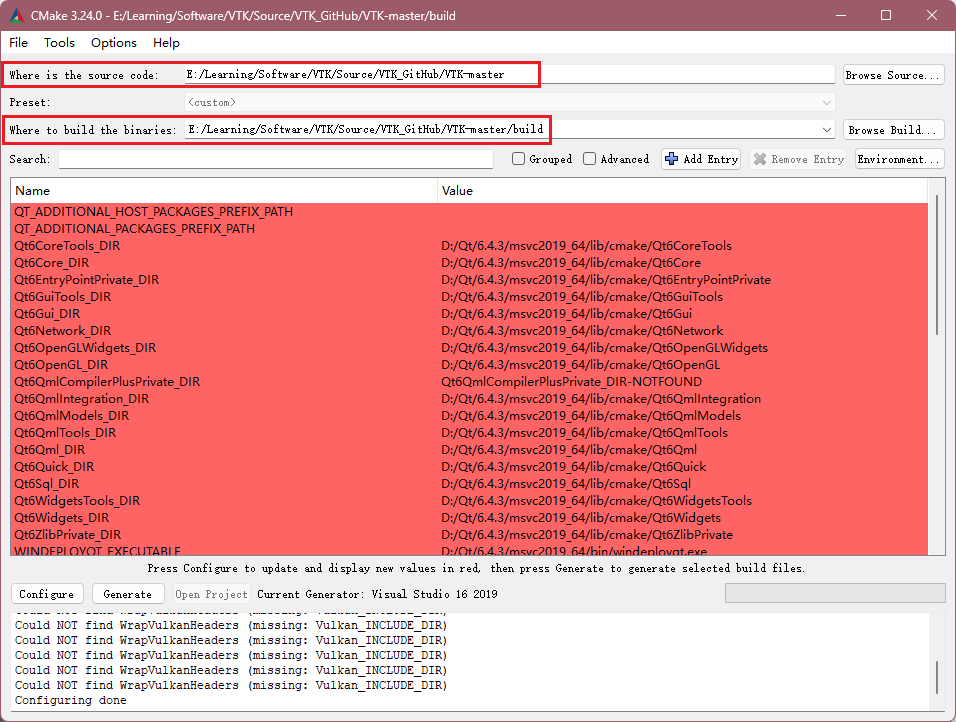 CMake 3.24.0 - E:/Learning/Software/VTK/Source/VTK_GitHub/VTK-master/build
File Tools Options Help
Where is the source code: E:/Learning/Software/VTK/Source/VTK_GitHub/VTK-master Browse Source...
Preset: <custom>
Where to build the binaries: E:/Learning/Software/VTK/Source/VTK_GitHub/VTK-master/build Browse Build...
Search: Grouped Advanced Add Entry Remove Entry Environment...
Name Value
QT_ADDITIONAL_HOST_PACKAGES_PREFIX_PATH
QT_ADDITIONAL_PACKAGES_PREFIX_PATH
Qt6CoreTools_DIR D:/Qt/6.4.3/msvc2019_64/lib/cmake/Qt6CoreTools
Qt6Core_DIR D:/Qt/6.4.3/msvc2019_64/lib/cmake/Qt6Core
Qt6EntryPointPrivate_DIR D:/Qt/6.4.3/msvc2019_64/lib/cmake/Qt6EntryPointPrivate
Qt6GuiTools_DIR D:/Qt/6.4.3/msvc2019_64/lib/cmake/Qt6GuiTools
Qt6Gui_DIR D:/Qt/6.4.3/msvc2019_64/lib/cmake/Qt6Gui
Qt6Network_DIR D:/Qt/6.4.3/msvc2019_64/lib/cmake/Qt6Network
Qt6OpenGLWidgets_DIR D:/Qt/6.4.3/msvc2019_64/lib/cmake/Qt6OpenGLWidgets
Qt6OpenGL_DIR D:/Qt/6.4.3/msvc2019_64/lib/cmake/Qt6OpenGL
Qt6QmlCompilerPlusPrivate_DIR Qt6QmlCompilerPlusPrivate_DIR-NOTFOUND
Qt6QmlIntegration_DIR D:/Qt/6.4.3/msvc2019_64/lib/cmake/Qt6QmlIntegration
Qt6QmlModels_DIR D:/Qt/6.4.3/msvc2019_64/lib/cmake/Qt6QmlModels
Qt6QmlTools_DIR D:/Qt/6.4.3/msvc2019_64/lib/cmake/Qt6QmlTools
Qt6Qml_DIR D:/Qt/6.4.3/msvc2019_64/lib/cmake/Qt6Qml
Qt6Quick_DIR D:/Qt/6.4.3/msvc2019_64/lib/cmake/Qt6Quick
Qt6Sql_DIR D:/Qt/6.4.3/msvc2019_64/lib/cmake/Qt6Sql
Qt6WidgetsTools_DIR D:/Qt/6.4.3/msvc2019_64/lib/cmake/Qt6WidgetsTools
Qt6Widgets_DIR D:/Qt/6.4.3/msvc2019_64/lib/cmake/Qt6Widgets
Qt6ZlibPrivate_DIR D:/Qt/6.4.3/msvc2019_64/lib/cmake/Qt6ZlibPrivate
WINDEPLOYQT_EXECUTABLE D:/Qt/6.4.3/msvc2019_64/bin/windeployqt.exe
Press Configure to update and display new values in red, then press Generate to generate selected build files.
Configure Generate Open Project Current Generator: Visual Studio 16 2019
Could NOT find WrapVulkanHeaders (missing: Vulkan_INCLUDE_DIR)
Could NOT find WrapVulkanHeaders (missing: Vulkan_INCLUDE_DIR)
Could NOT find WrapVulkanHeaders (missing: Vulkan_INCLUDE_DIR)
Could NOT find WrapVulkanHeaders (missing: Vulkan_INCLUDE_DIR)
Could NOT find WrapVulkanHeaders (missing: Vulkan_INCLUDE_DIR)
Could NOT find WrapVulkanHeaders (missing: Vulkan_INCLUDE_DIR)
Configuring done